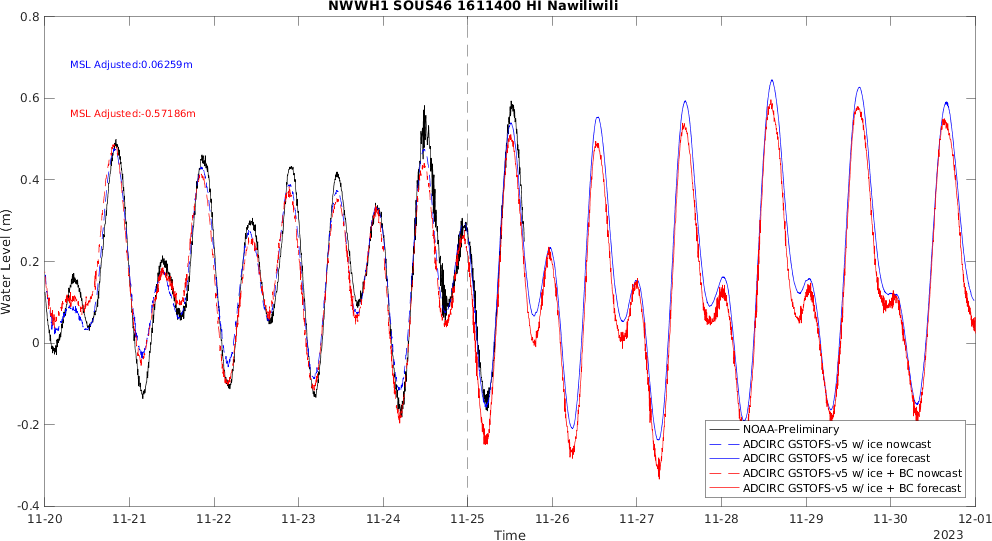 NWWH1 SOUS46 1611400 HI Nawiliwili
0.8
0.6
0.4
0.2
0
-0.2
-0.4
Water Level (m)
MSL Adjusted:0.06259m
MSL Adjusted:-0.57186m
NOAA-Preliminary
ADCIRC GSTOFS-v5 w/ ice nowcast
ADCIRC GSTOFS-v5 w/ ice forecast
ADCIRC GSTOFS-v5 w/ ice + BC nowcast
ADCIRC GSTOFS-v5 w/ ice + BC forecast
11-20 11-21 11-22 11-23 11-24 11-25 11-26 11-27 11-28 11-29 11-30 12-01
Time
2023